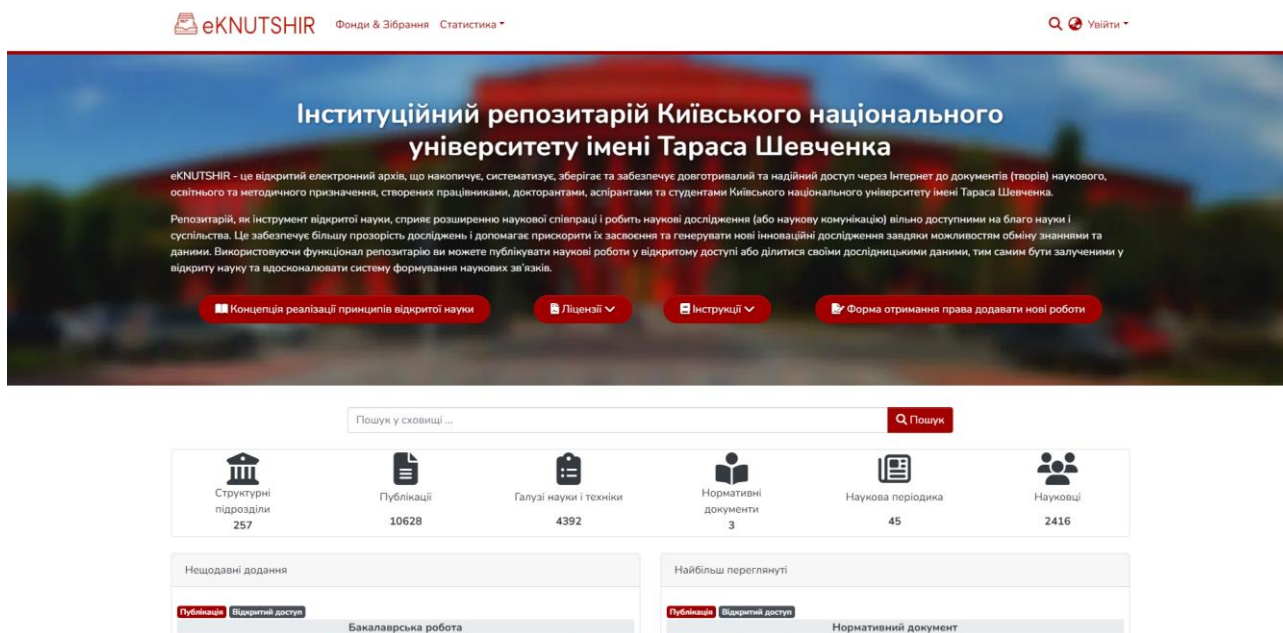 eKNUTSHIR Фонди & Зібрання Статистика Увійти
Інституційний репозитарій Київського національного
університету імені Тараса Шевченка
eKNUTSHIR - це відкритий електронний архів, що накопичує, систематизує, зберігає та забезпечує довготривалий та надійний доступ через Інтернет до документів (творів) наукового,
освітнього та методичного призначення, створених працівниками, докторантами, аспірантами та студентами Київського національного університету імені Тараса Шевченка.
Репозитарій, як інструмент відкритої науки, сприяє розширенню наукової співпраці і робить наукові дослідження (або наукову комунікацію) вільно доступними на благо науки і
суспільства. Це забезпечує більшу прозорість досліджень і допомагає прискорити їх засвоєння та генерувати нові інноваційні дослідження завдяки можливостям обміну знаннями та
даними. Використовуючи функціонал репозитарію ви можете публікувати наукові роботи у відкритому доступі або ділитися своїми дослідницькими даними, тим самим бути залученими у
відкриту науку та вдосконалювати систему формування наукових зв'язків.
Концепція реалізації принципів відкритої науки Ліцензії Інструкції Форма отримання права додавати нові роботи
Пошук у сховищі ... Пошук
Структурні
підрозділи
257
Публікації
10628
Галузі науки і техніки
4392
Нормативні
документи
3
Наукова періодика
45
Науковці
2416
Нещодавні додання
Публікація Відкритий доступ
Бакалаврська робота
Найбільш переглянуті
Публікація Відкритий доступ
Нормативний документ